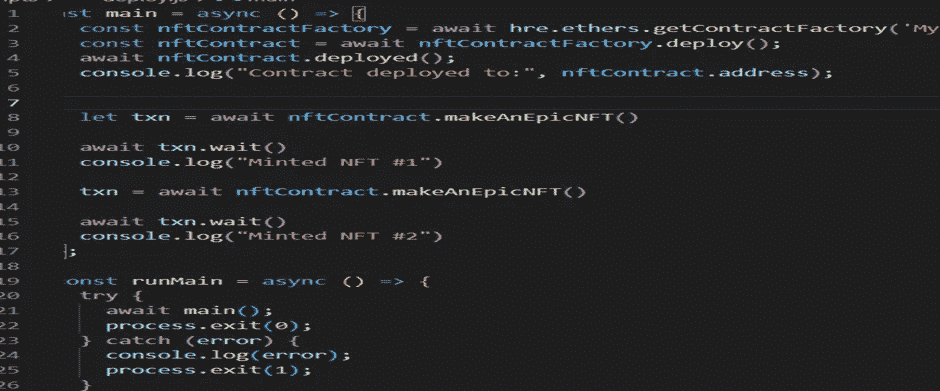 deploy.js main
1 st main = async () => {
2 const nftContractFactory = await hre.ethers.getContractFactory('My
3 const nftContract = await nftContractFactory.deploy();
4 await nftContract.deployed();
5 console.log("Contract deployed to:", nftContract.address);
6
7
8 let txn = await nftContract.makeAnEpicNFT()
9
10 await txn.wait()
11 console.log("Minted NFT #1")
12
13 txn = await nftContract.makeAnEpicNFT()
14
15 await txn.wait()
16 console.log("Minted NFT #2")
17 };
18
19 onst runMain = async () => {
20 try {
21 await main();
22 process.exit(0);
23 } catch (error) {
24 console.log(error);
25 process.exit(1);
26 }